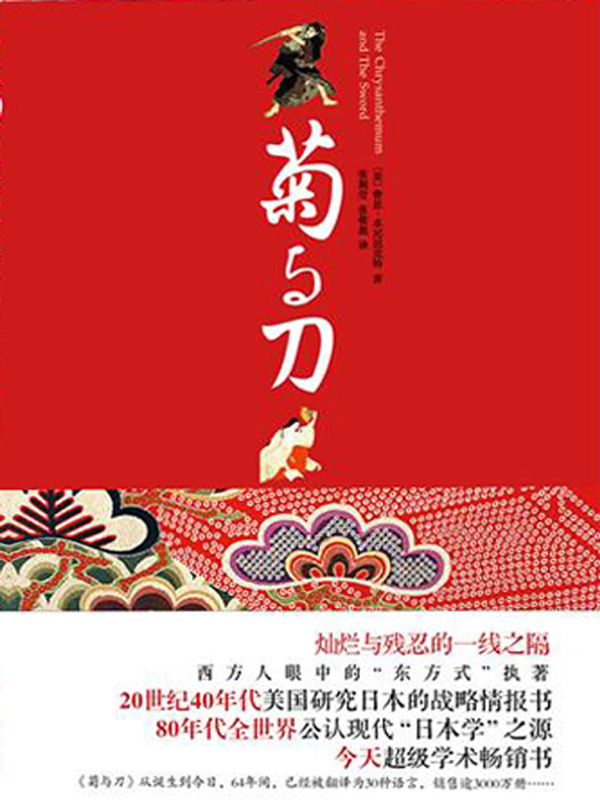 The Chrysanthemum
and The Sword
菊与刀
〔美〕鲁思·本尼迪克特 著
译
灿烂与残忍的一线之隔
西方人眼中的“东方式”执著
20世纪40年代美国研究日本的战略情报书
80年代全世界公认现代“日本学”之源
今天超级学术畅销书
《菊与刀》从诞生到今日，64年间，已经被翻译为30种语言，销售逾3000万册……